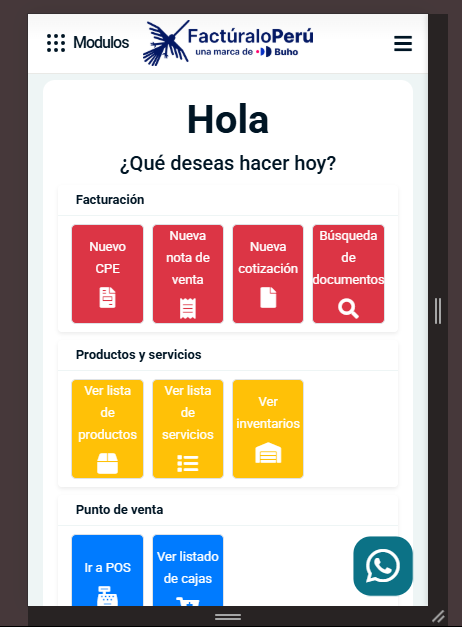 Modulos
FactúraloPerú
una marca de Buho
Hola
¿Qué deseas hacer hoy?
Facturación
Nuevo
CPE
Nueva
nota de
venta
Nueva
cotización
Búsqueda
de
documentos
Productos y servicios
Ver lista
de
productos
Ver lista
de
servicios
Ver
inventarios
Punto de venta
Ir a POS
Ver listado
de cajas